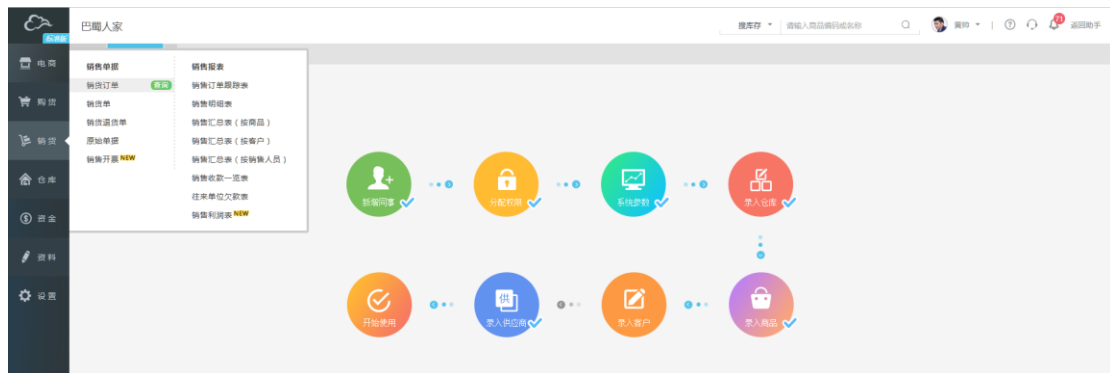 标准版
巴蜀人家
搜库存
请输入商品编码或名称
黄帅
71
返回助手
电商
购货
销货
仓库
资金
资料
设置
销售单据
销货订单 查询
销货单
销货退货单
原始单据
销售开票 NEW
销售报表
销售订单跟踪表
销售明细表
销售汇总表（按商品）
销售汇总表（按客户）
销售汇总表（按销售人员）
销售收款一览表
往来单位欠款表
销售利润表 NEW
新增同事
分配权限
系统参数
录入仓库
开始使用
供
录入供应商
录入客户
录入商品